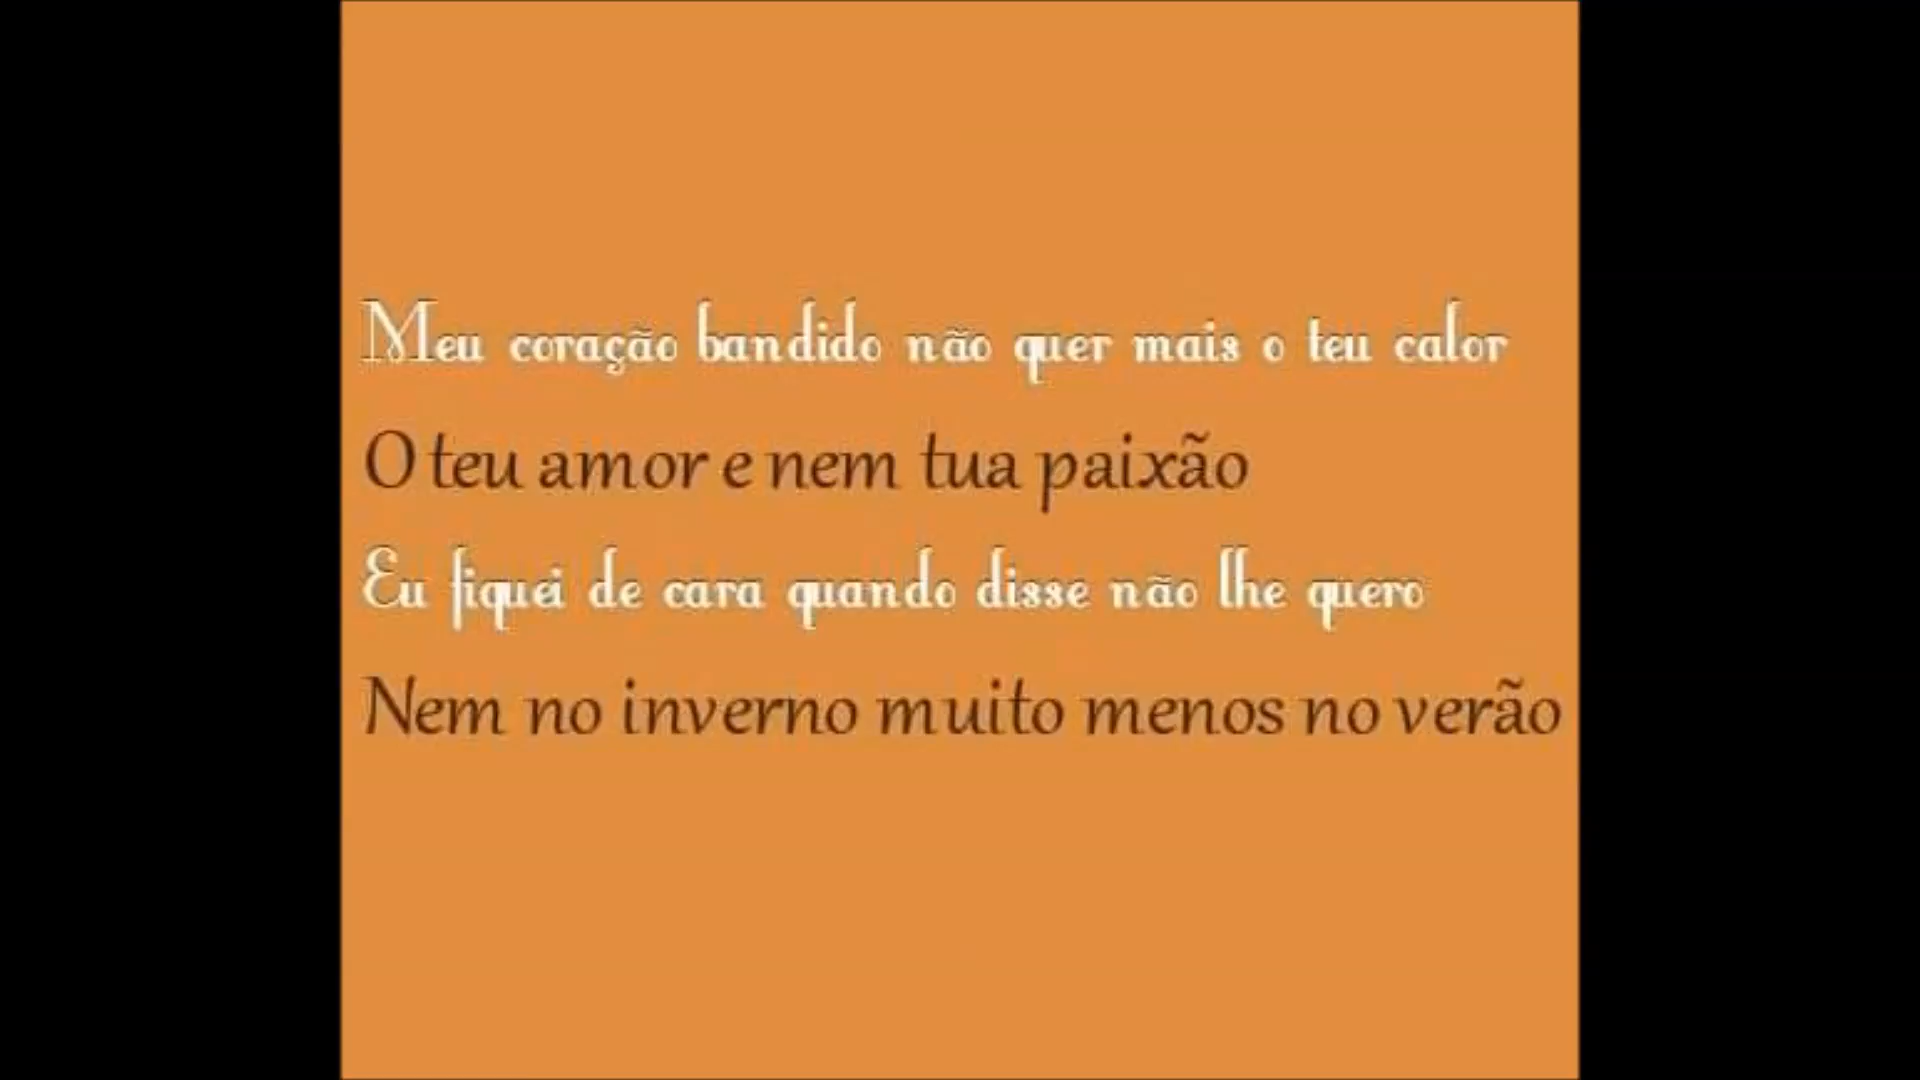 Meu coração bandido não quer mais o teu calor
O teu amor e nem tua paixão
Eu fiquei de cara quando disse não lhe quero
Nem no inverno muito menos no verão